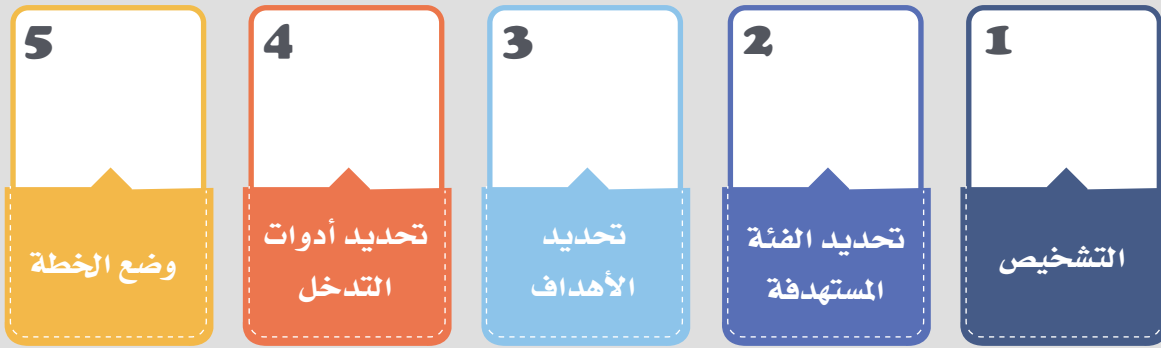 1
التشخيص
2
تحديد الفئة
المستهدفة
3
تحديد
الأهداف
4
تحديد أدوات
التدخل
5
وضع الخطة